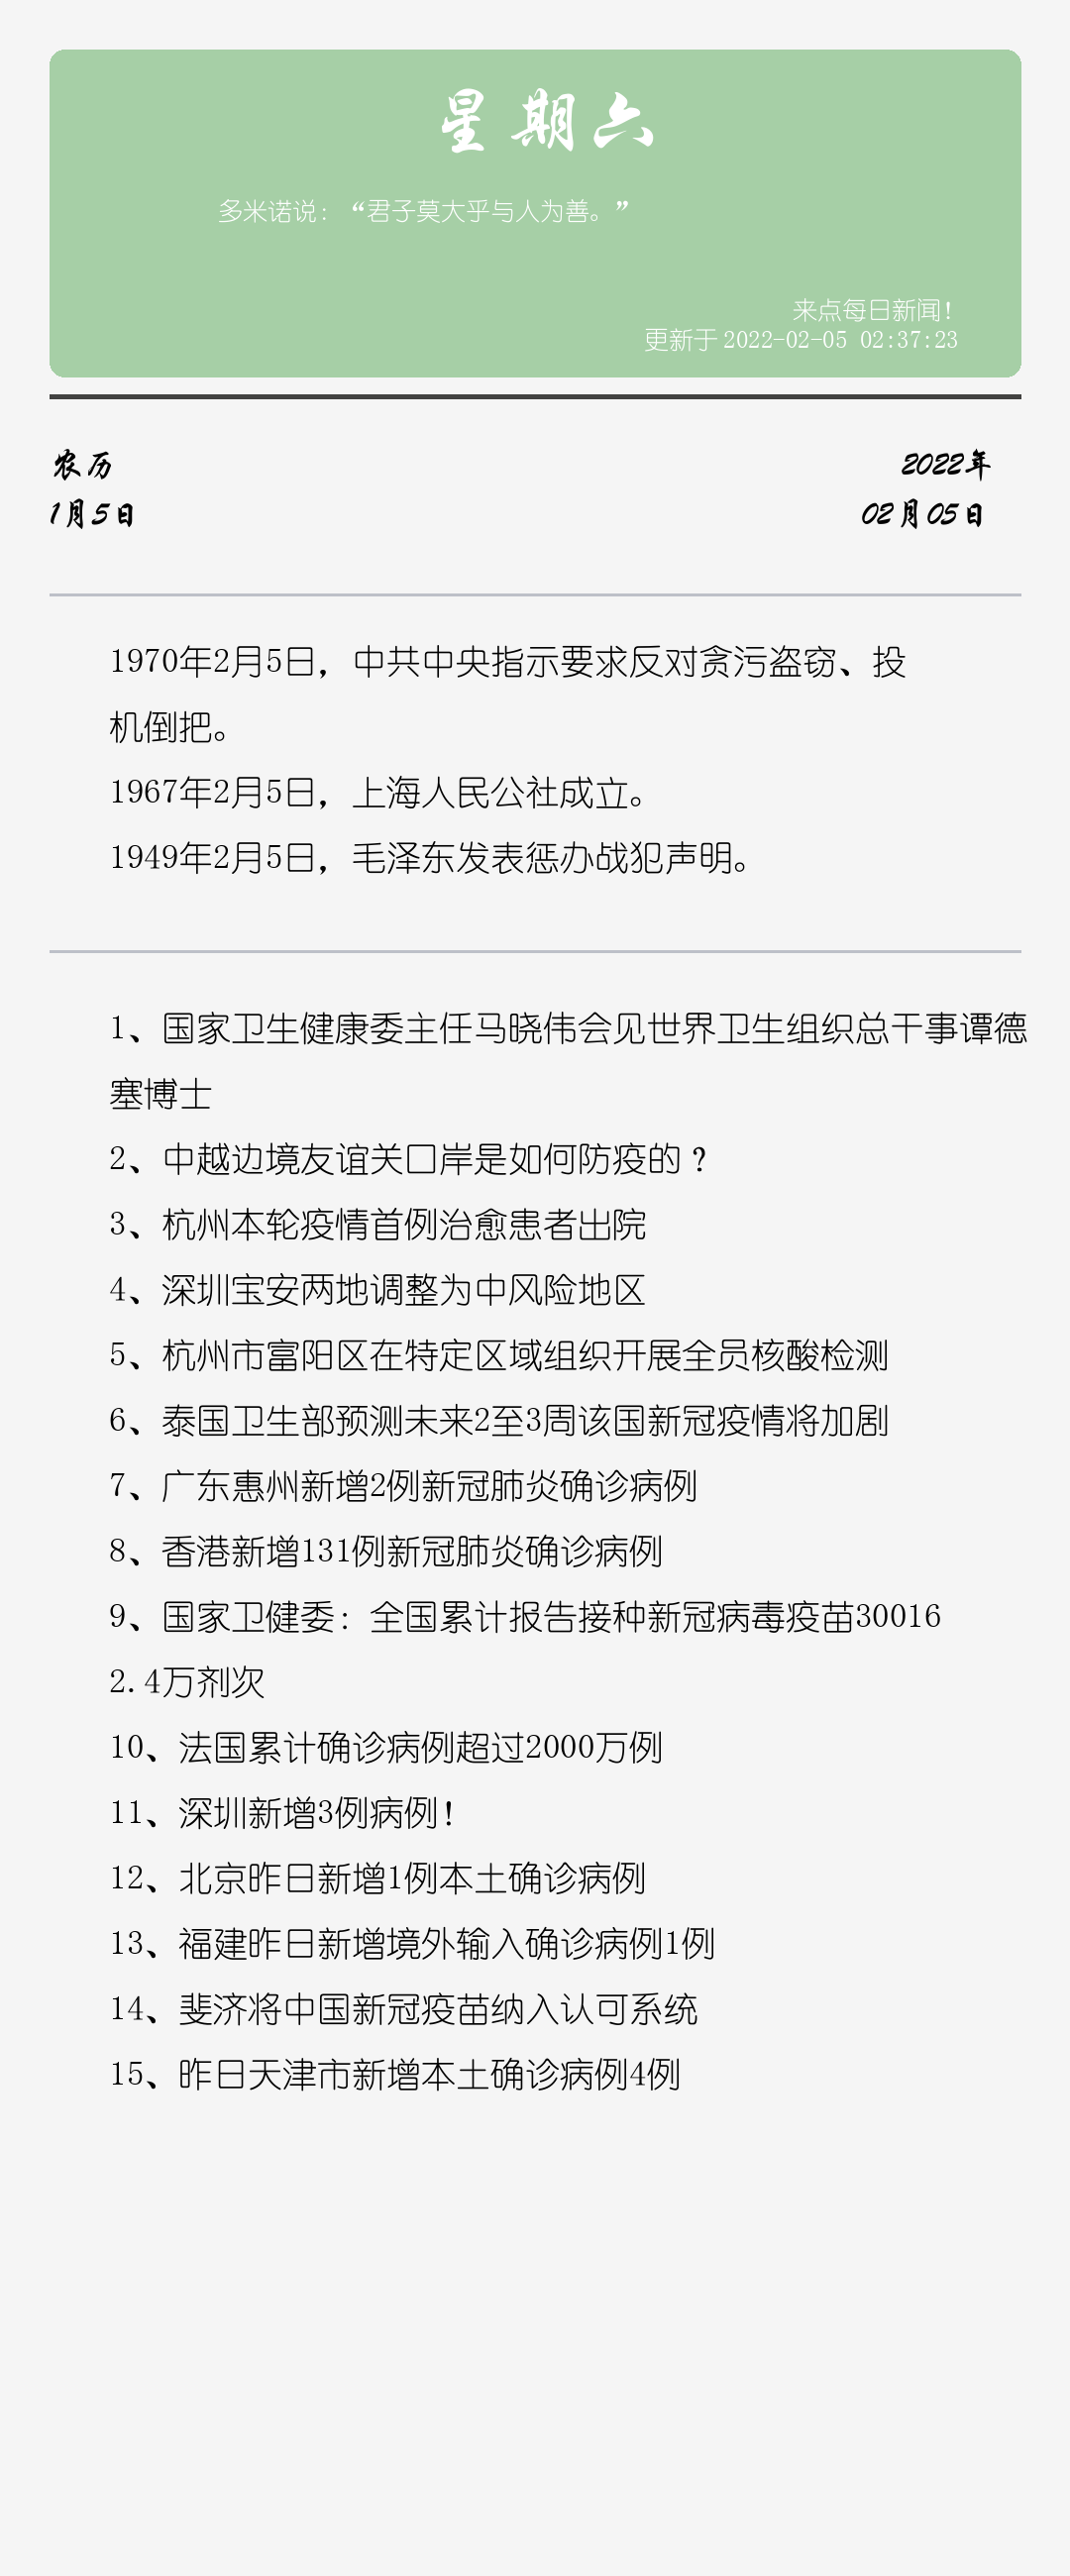 星期六
多米诺说：“君子莫大乎与人为善。”
来点每日新闻！
更新于 2022-02-05 02:37:23
农历
2022年
1月5日
02月05日
1970年2月5日，中共中央指示要求反对贪污盗窃、投
机倒把。
1967年2月5日，上海人民公社成立。
1949年2月5日，毛泽东发表惩办战犯声明。
1、国家卫生健康委主任马晓伟会见世界卫生组织总干事谭德
塞博士
2、中越边境友谊关口岸是如何防疫的？
3、杭州本轮疫情首例治愈患者出院
4、深圳宝安两地调整为中风险地区
5、杭州市富阳区在特定区域组织开展全员核酸检测
6、泰国卫生部预测未来2至3周该国新冠疫情将加剧
7、广东惠州新增2例新冠肺炎确诊病例
8、香港新增131例新冠肺炎确诊病例
9、国家卫健委：全国累计报告接种新冠病毒疫苗30016
2.4万剂次
10、法国累计确诊病例超过2000万例
11、深圳新增3例病例！
12、北京昨日新增1例本土确诊病例
13、福建昨日新增境外输入确诊病例1例
14、斐济将中国新冠疫苗纳入认可系统
15、昨日天津市新增本土确诊病例4例